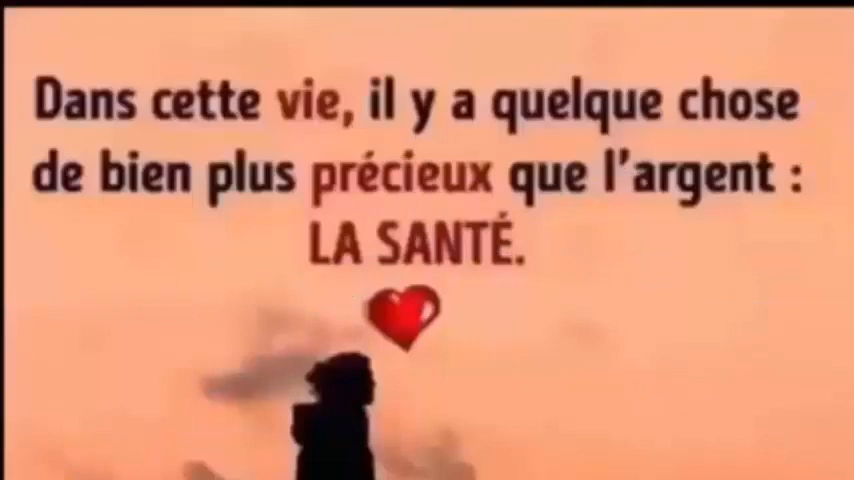 Dans cette vie, il y a quelque chose
de bien plus précieux que l'argent :
LA SANTÉ.